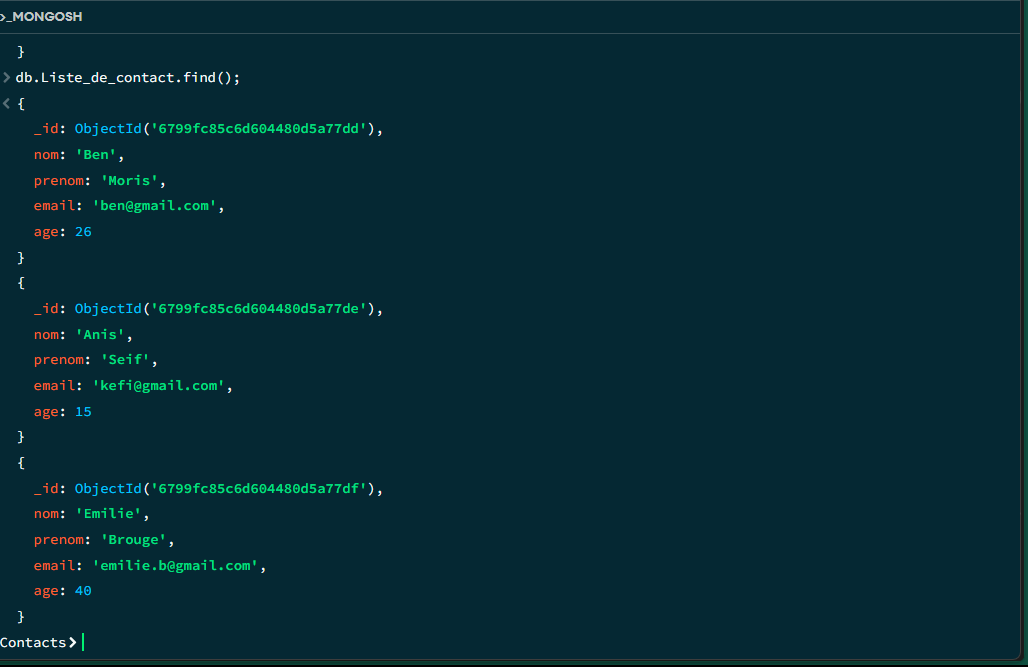 >_MONGOSH
}
> db.Liste_de_contact.find();
< {
_id: ObjectId('6799fc85c6d604480d5a77dd'),
nom: 'Ben',
prenom: 'Moris',
email: 'ben@gmail.com',
age: 26
}
{
_id: ObjectId('6799fc85c6d604480d5a77de'),
nom: 'Anis',
prenom: 'Seif',
email: 'kefi@gmail.com',
age: 15
}
{
_id: ObjectId('6799fc85c6d604480d5a77df'),
nom: 'Emilie',
prenom: 'Brouge',
email: 'emilie.b@gmail.com',
age: 40
}
Contacts>